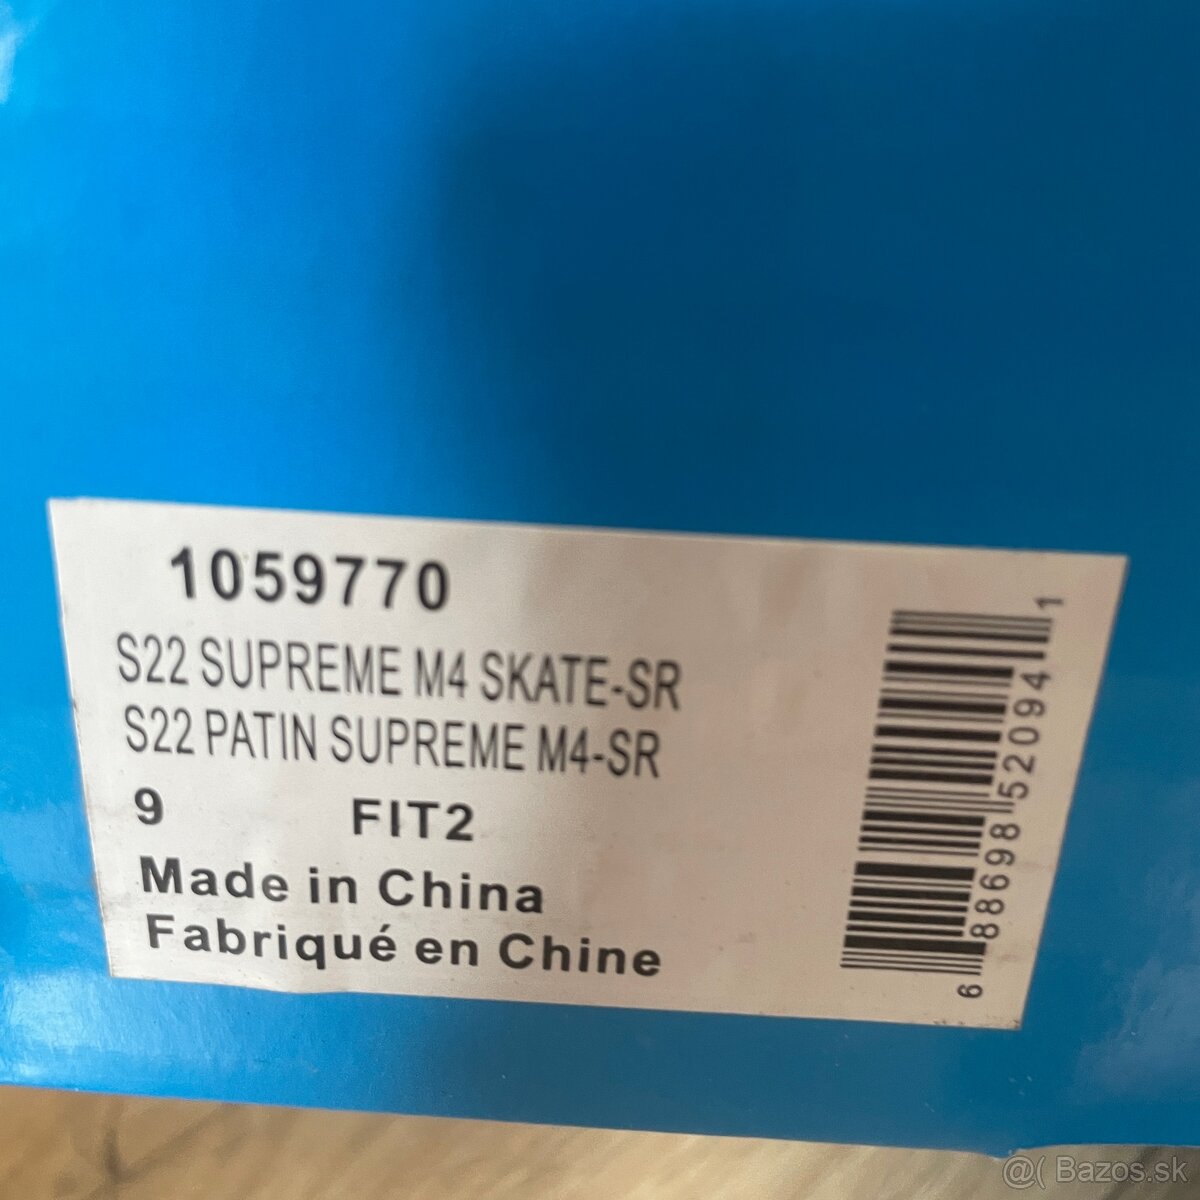 1059770
S22 SUPREME M4 SKATE-SR
S22 PATIN SUPREME M4-SR
9 FIT2
Made in China
Fabriqué en Chine
6 88698 52094 1
@( Bazos.sk